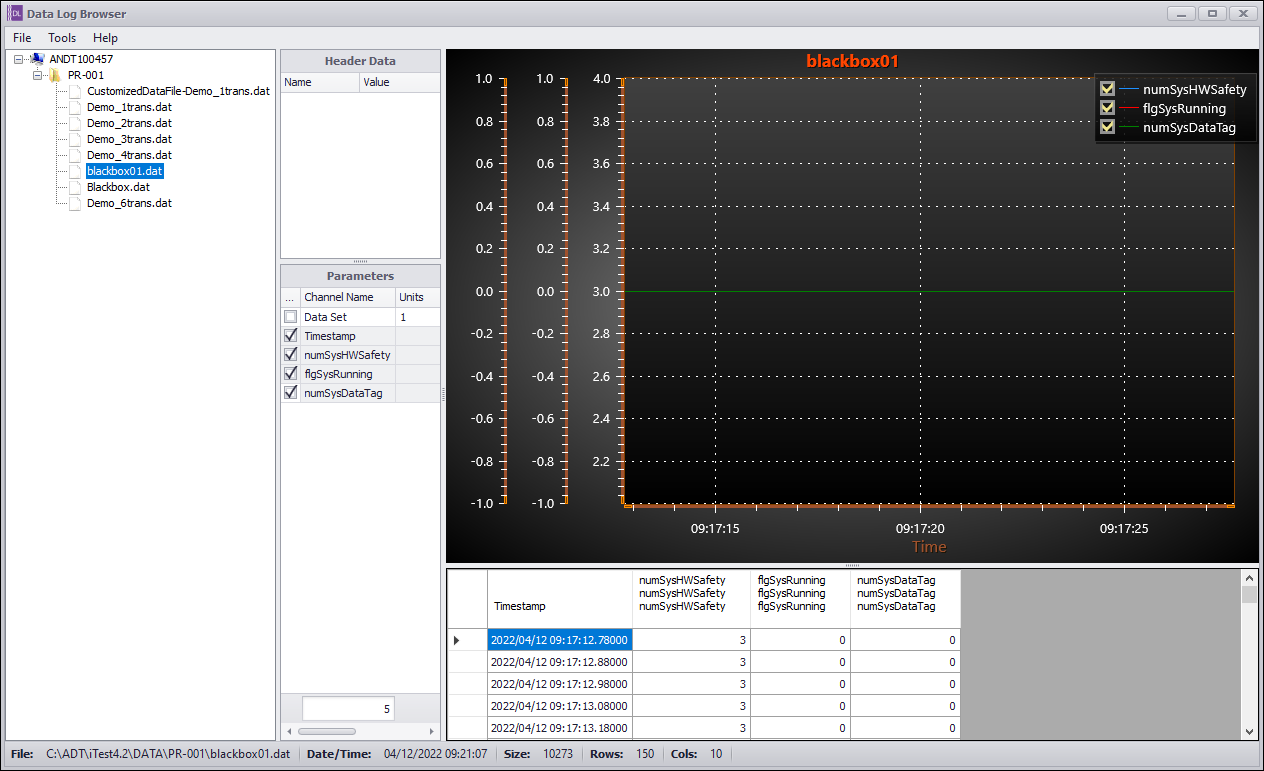 DL Data Log Browser
File Tools Help
ANDT100457
PR-001
CustomizedDataFile-Demo_1trans.dat
Demo_1trans.dat
Demo_2trans.dat
Demo_3trans.dat
Demo_4trans.dat
blackbox01.dat
Blackbox.dat
Demo_6trans.dat
Header Data
Name Value
Parameters
... Channel Name Units
Data Set 1
Timestamp
numSysHWSafety
flgSysRunning
numSysDataTag
5
blackbox01
1.0 1.0 4.0
0.8 0.8 3.8
0.6 0.6 3.6
0.4 0.4 3.4
0.2 0.2 3.2
0.0 0.0 3.0
-0.2 -0.2 2.8
-0.4 -0.4 2.6
-0.6 -0.6 2.4
-0.8 -0.8 2.2
-1.0 -1.0
numSysHWSafety
flgSysRunning
numSysDataTag
09:17:15 09:17:20 09:17:25
Time
numSysHWSafety flgSysRunning numSysDataTag
numSysHWSafety flgSysRunning numSysDataTag
Timestamp numSysHWSafety flgSysRunning numSysDataTag
2022/04/12 09:17:12.78000 3 0 0
2022/04/12 09:17:12.88000 3 0 0
2022/04/12 09:17:12.98000 3 0 0
2022/04/12 09:17:13.08000 3 0 0
2022/04/12 09:17:13.18000 3 0 0
File: C:\ADT\iTest4.2\DATA\PR-001\blackbox01.dat Date/Time: 04/12/2022 09:21:07 Size: 10273 Rows: 150 Cols: 10